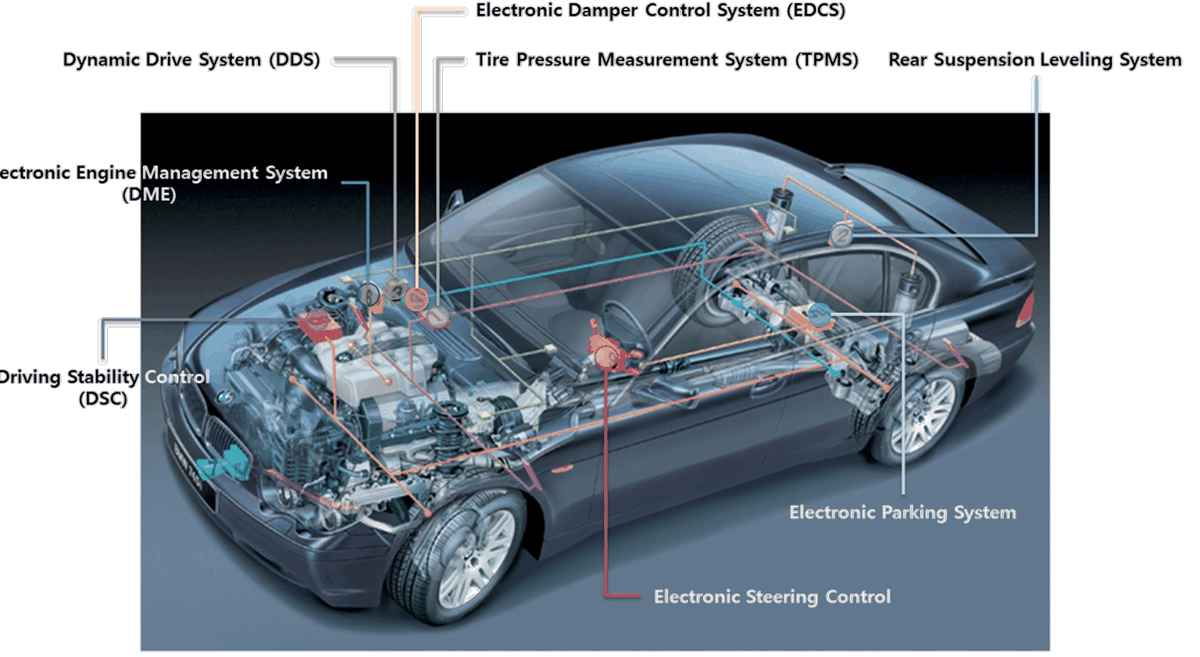 Electronic Damper Control System (EDCS)
Dynamic Drive System (DDS)
Tire Pressure Measurement System (TPMS)
Rear Suspension Leveling System
ectronic Engine Management System
(DME)
Driving Stability Control
(DSC)
Electronic Parking System
Electronic Steering Control